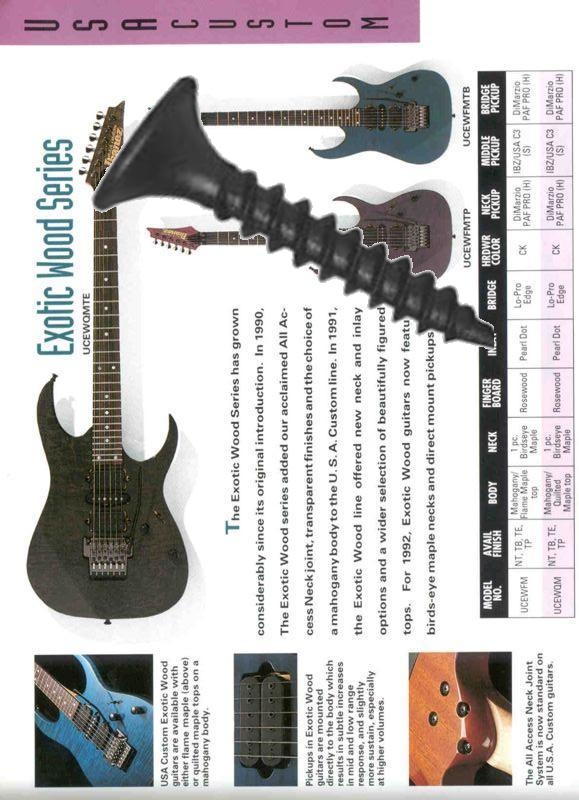 USA CUSTOM
Exotic Wood Series
UCEWQMTE
UCEWFMTP
UCEWFMTB
The Exotic Wood Series has grown
considerably since its original introduction. In 1990,
The Exotic Wood series added our acclaimed All Ac-
cess Neck joint, transparent finishes and the choice of
a mahogany body to the U. S. A. Custom line. In 1991,
the Exotic Wood line offered new neck and inlay
options and a wider selection of beautifully figured
tops. For 1992, Exotic Wood guitars now
birds-eye maple necks and direct mount pickups
MODEL NO. AVAIL FINISH BODY NECK FINGER BOARD BRIDGE HRDWR COLOR NECK PICKUP MIDDLE PICKUP BRIDGE PICKUP
UCEWFM NT, TB, TE, TP Mahogany/ Flame Maple top 1 pc. Birdseye Maple Rosewood Pearl Dot Lo-Pro Edge CK DiMarzio PAF PRO (H) IBZ/USA C3 (S) DiMarzio PAF PRO (H)
UCEWQM NT, TB, TE, TP Mahogany/ Quilted Maple top 1 pc. Birdseye Maple Rosewood Pearl Dot Lo-Pro Edge CK DiMarzio PAF PRO (H) IBZ/USA C3 (S) DiMarzio PAF PRO (H)
USA Custom Exotic Wood
guitars are available with
either flame maple (above)
or quilted maple tops on a
mahogany body.
Pickups in Exotic Wood
guitars are mounted
directly to the body which
results in subtle increases
in mid and low range
response, and slightly
more sustain, especially
at higher volumes.
The All Access Neck Joint
System is now standard on
all U.S.A. Custom guitars.